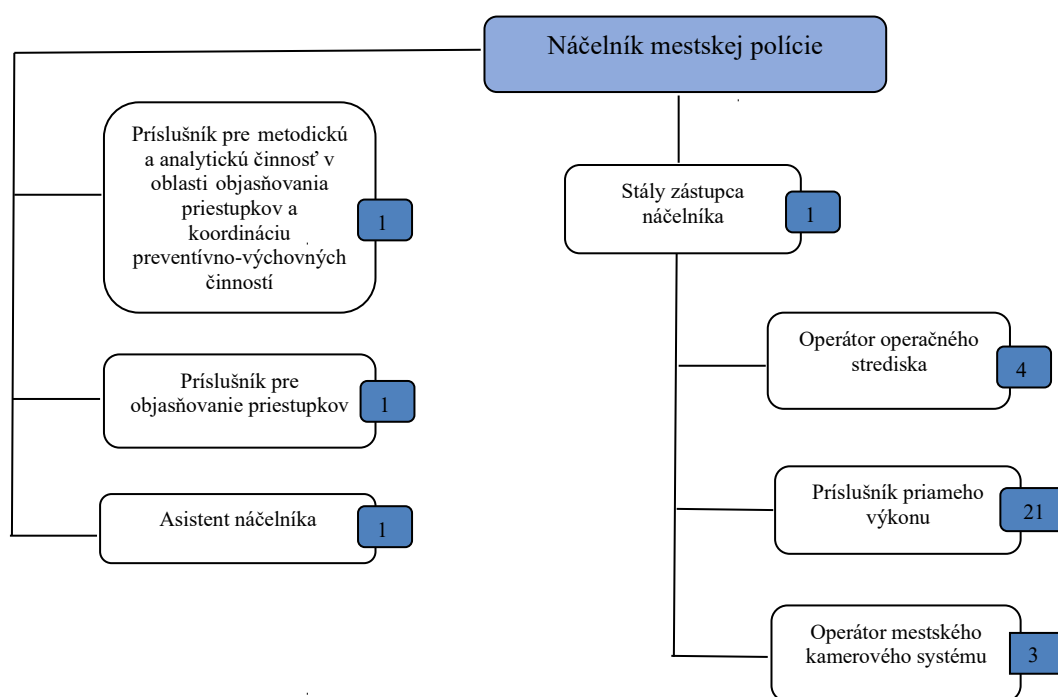 Náčelník mestskej polície
Príslušník pre metodickú
a analytickú činnosť v
oblasti objasňovania
priestupkov a
koordináciu
preventívno-výchovných
činností
1
Príslušník pre
objasňovanie priestupkov
1
Asistent náčelníka
1
Stály zástupca
náčelníka
1
Operátor operačného
strediska
4
Príslušník priameho
výkonu
21
Operátor mestského
kamerového systému
3